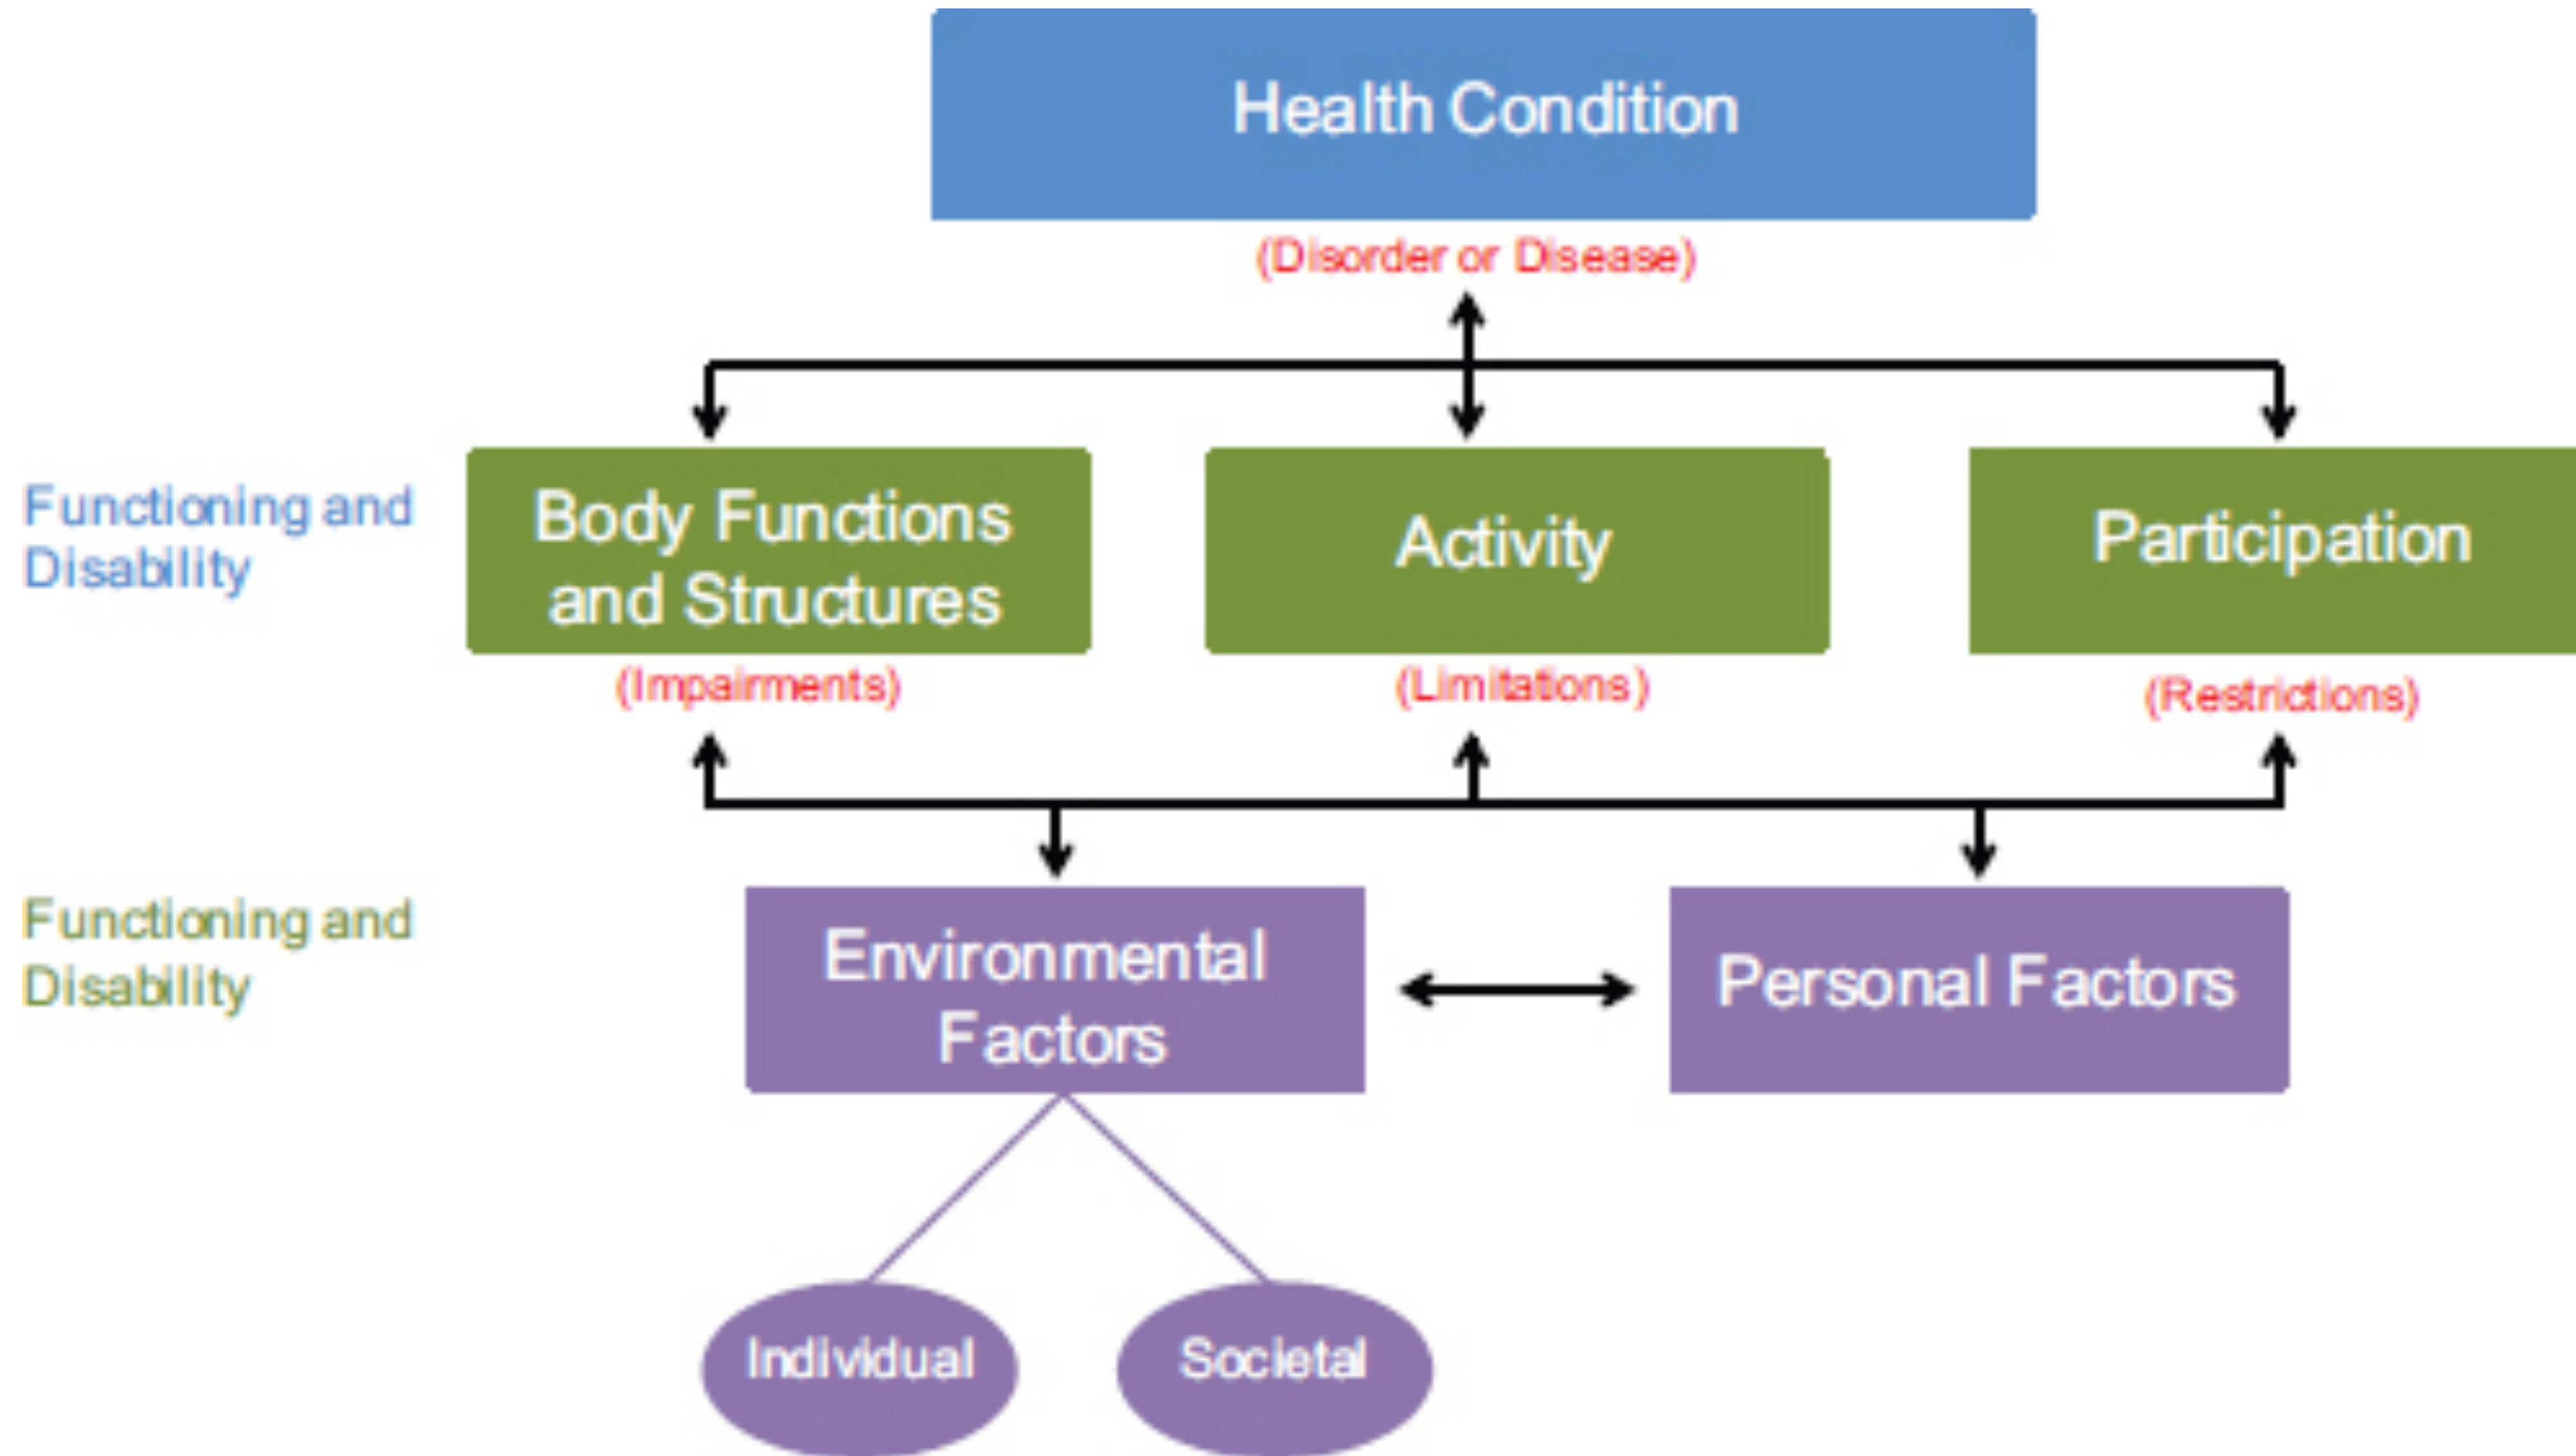 Health Condition
(Disorder or Disease)
Functioning and
Disability
Body Functions
and Structures
Activity
Participation
(Impairments)
(Limitations)
(Restrictions)
Functioning and
Disability
Environmental
Factors
Personal Factors
Individual
Societal